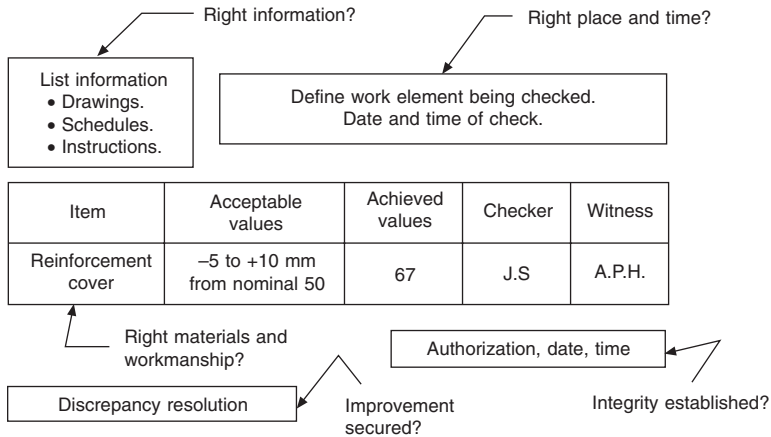 Right information?
Right place and time?
List information
• Drawings.
• Schedules.
• Instructions.
Define work element being checked.
Date and time of check.
Item
Acceptable
values
Achieved
values
Checker
Witness
Reinforcement
cover
–5 to +10 mm
from nominal 50
67
J.S
A.P.H.
Right materials and
workmanship?
Authorization, date, time
Discrepancy resolution
Improvement
secured?
Integrity established?